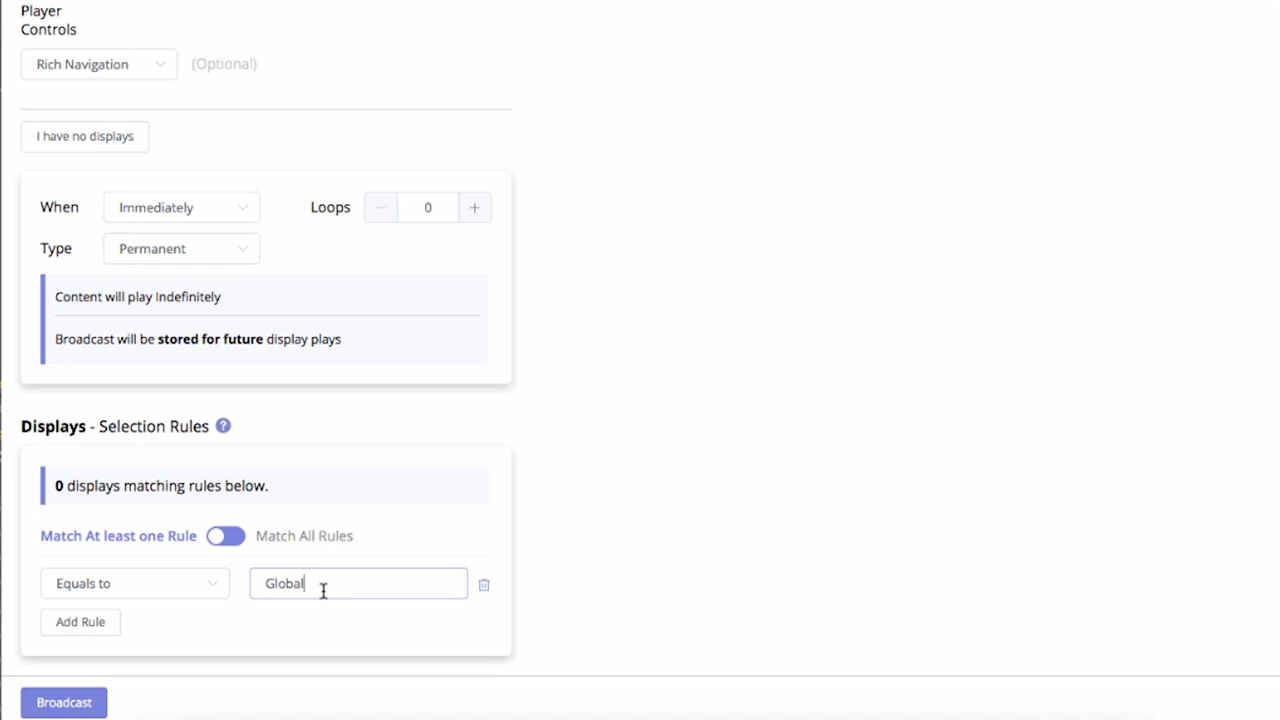 Player
Controls
Rich Navigation (Optional)
I have no displays
When Immediately Loops 0
Type Permanent
Content will play Indefinitely
Broadcast will be stored for future display plays
Displays - Selection Rules ?
0 displays matching rules below.
Match At least one Rule Match All Rules
Equals to Global
Add Rule
Broadcast